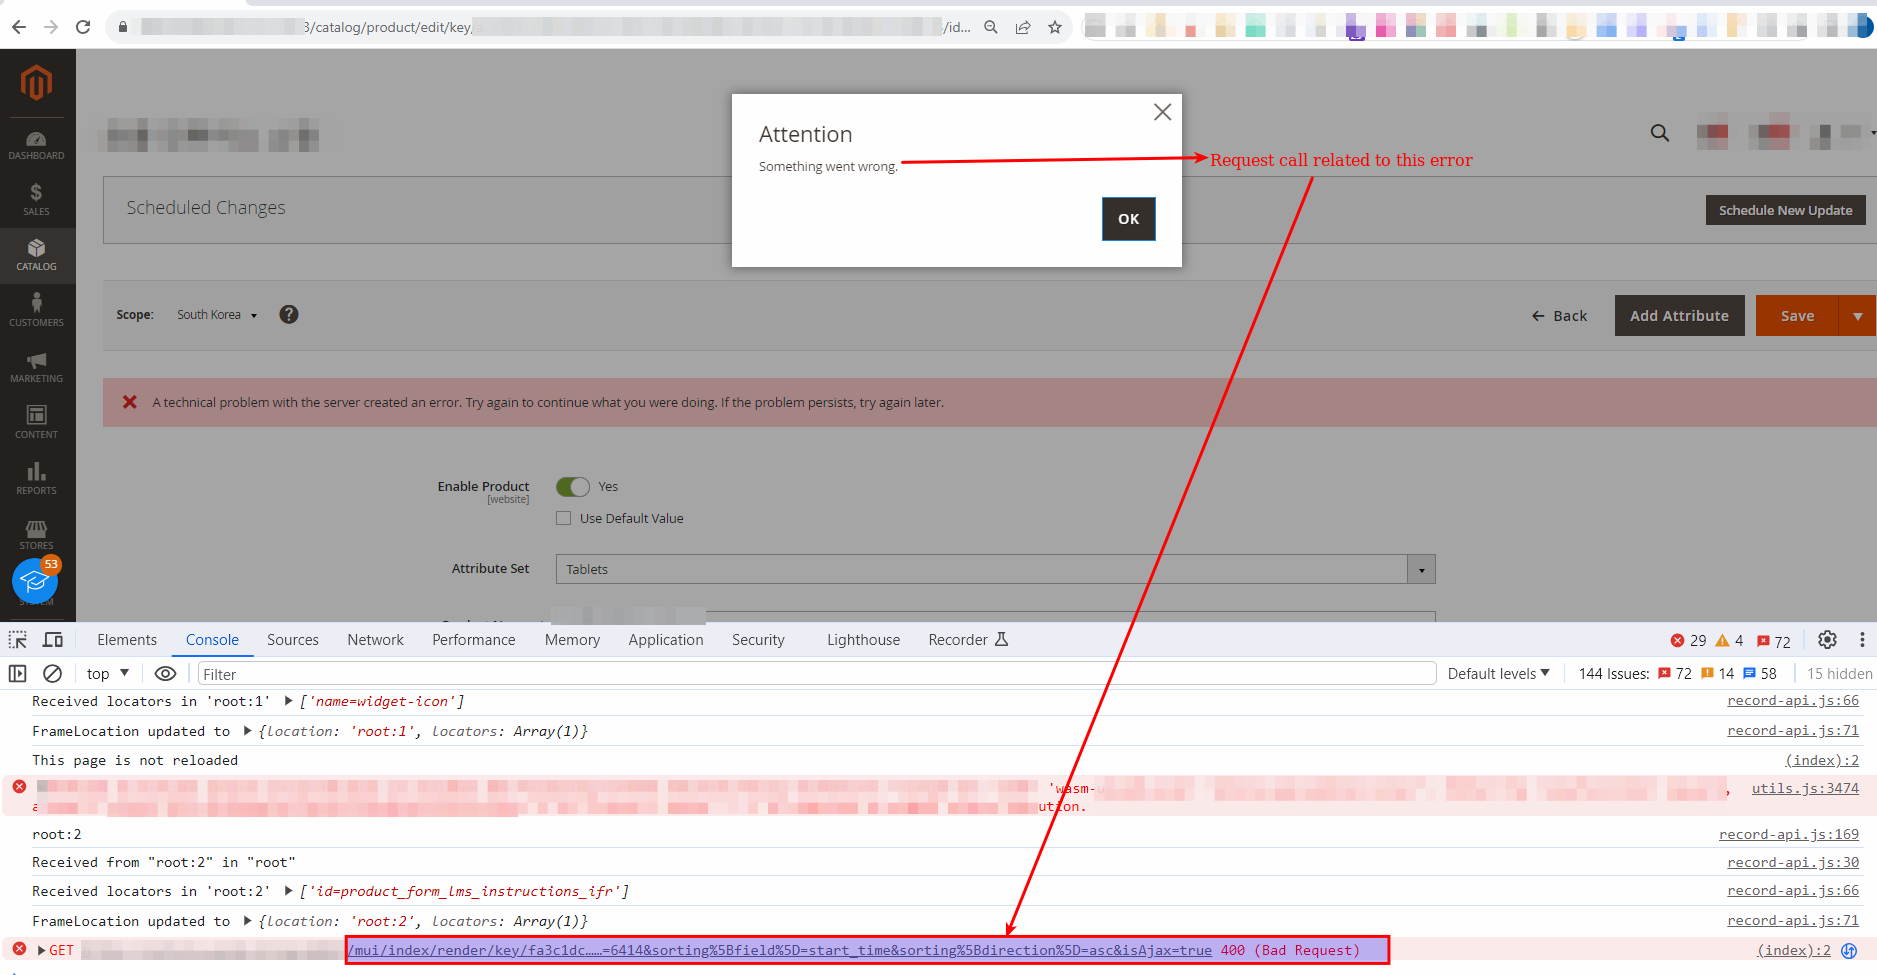 3/catalog/product/edit/key/
/id...
DASHBOARD
SALES
CATALOG
CUSTOMERS
MARKETING
CONTENT
REPORTS
STORES
53
SYSTEM
Attention
Something went wrong.
OK
Request call related to this error
Scheduled Changes
Schedule New Update
Scope: South Korea
?
Back
Add Attribute
Save
A technical problem with the server created an error. Try again to continue what you were doing. If the problem persists, try again later.
Enable Product
[website]
Yes
Use Default Value
Attribute Set
Tablets
Elements Console Sources Network Performance Memory Application Security Lighthouse Recorder
29 4 72
top
Filter
Default levels
144 Issues: 72 14 58
15 hidden
Received locators in 'root:1' ['name=widget-icon'] record-api.js:66
FrameLocation updated to {location: 'root:1', locators: Array(1)} record-api.js:71
This page is not reloaded (index):2
'wasm-u , utils.js:3474
a ution.
root:2 record-api.js:169
Received from "root:2" in "root" record-api.js:30
Received locators in 'root:2' ['id=product_form_lms_instructions_ifr'] record-api.js:66
FrameLocation updated to {location: 'root:2', locators: Array(1)} record-api.js:71
GET /mui/index/render/key/fa3c1dc……=6414&sorting%5Bfield%5D=start_time&sorting%5Bdirection%5D=asc&isAjax=true 400 (Bad Request) (index):2